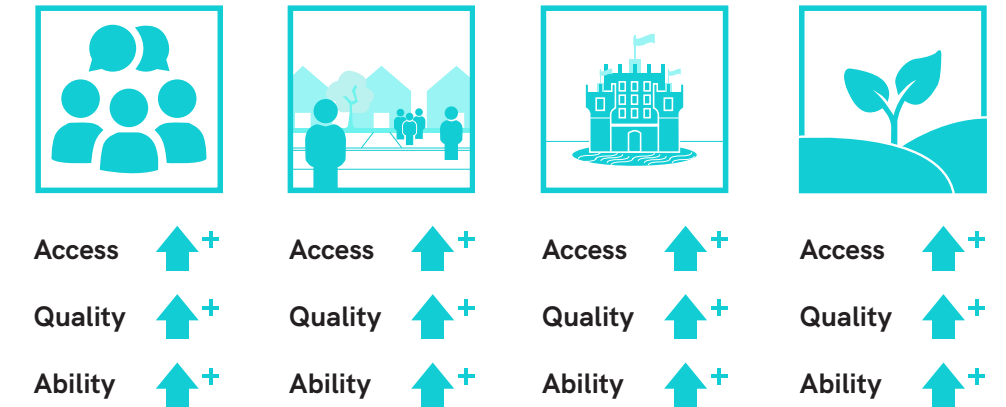 Access + Access + Access + Access +
Quality + Quality + Quality + Quality +
Ability + Ability + Ability + Ability +